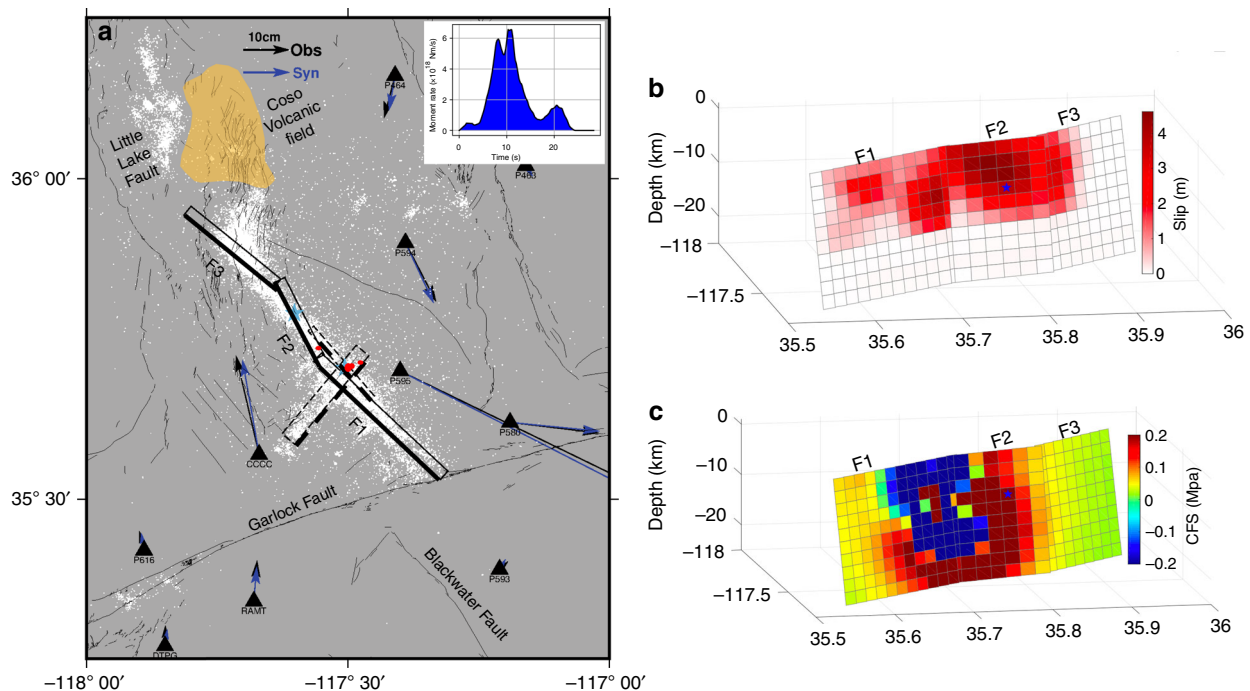 a
10cm
Obs
Syn
Coso
Volcanic
field
Little
Lake
Fault
P464
P463
P594
P595
P580
CCCC
P616
RAMT
P593
DTPG
F3
F2
F1
Garlock Fault
Blackwater Fault
36° 00′
35° 30′
−118° 00′
−117° 30′
−117° 00′
Moment rate (×10¹⁸ Nm/s)
6
4
2
0
0
10
20
Time (s)
b
F1
F2
F3
Depth (km)
0
−10
−20
−118
−117.5
35.5
35.6
35.7
35.8
35.9
36
4
3
2
1
0
Slip (m)
c
F1
F2
F3
Depth (km)
0
−10
−20
−118
−117.5
35.5
35.6
35.7
35.8
35.9
36
0.2
0.1
0
−0.1
−0.2
CFS (Mpa)